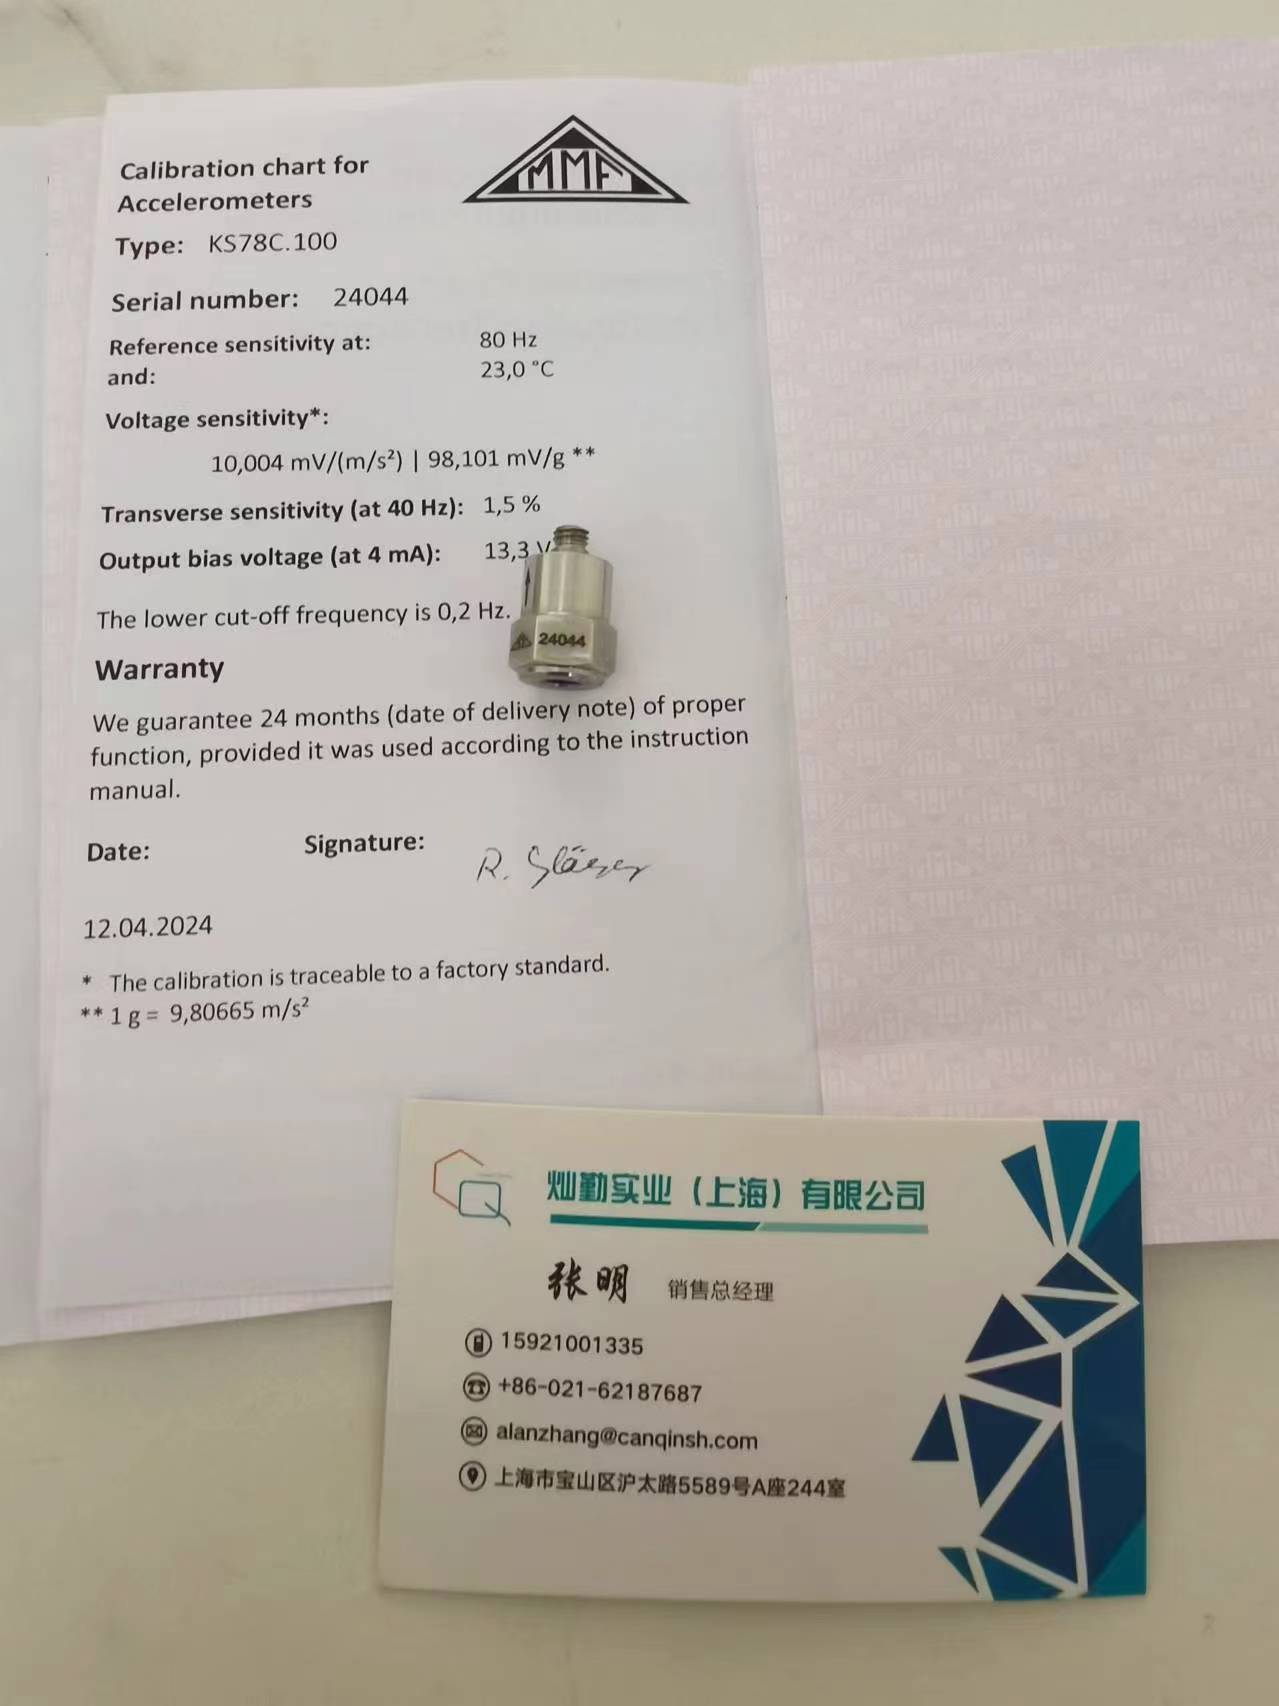 Calibration chart for
Accelerometers
MMF
Type: KS78C.100
Serial number: 24044
Reference sensitivity at: 80 Hz
and: 23,0 °C
Voltage sensitivity*:
10,004 mV/(m/s²) | 98,101 mV/g **
Transverse sensitivity (at 40 Hz): 1,5 %
Output bias voltage (at 4 mA): 13,3 V
The lower cut-off frequency is 0,2 Hz.
24044
Warranty
We guarantee 24 months (date of delivery note) of proper
function, provided it was used according to the instruction
manual.
Date: Signature:
R. Gläser
12.04.2024
* The calibration is traceable to a factory standard.
** 1 g = 9,80665 m/s²
灿勤实业（上海）有限公司
张明 销售总经理
15921001335
+86-021-62187687
alanzhang@canqinsh.com
上海市宝山区沪太路5589号A座244室